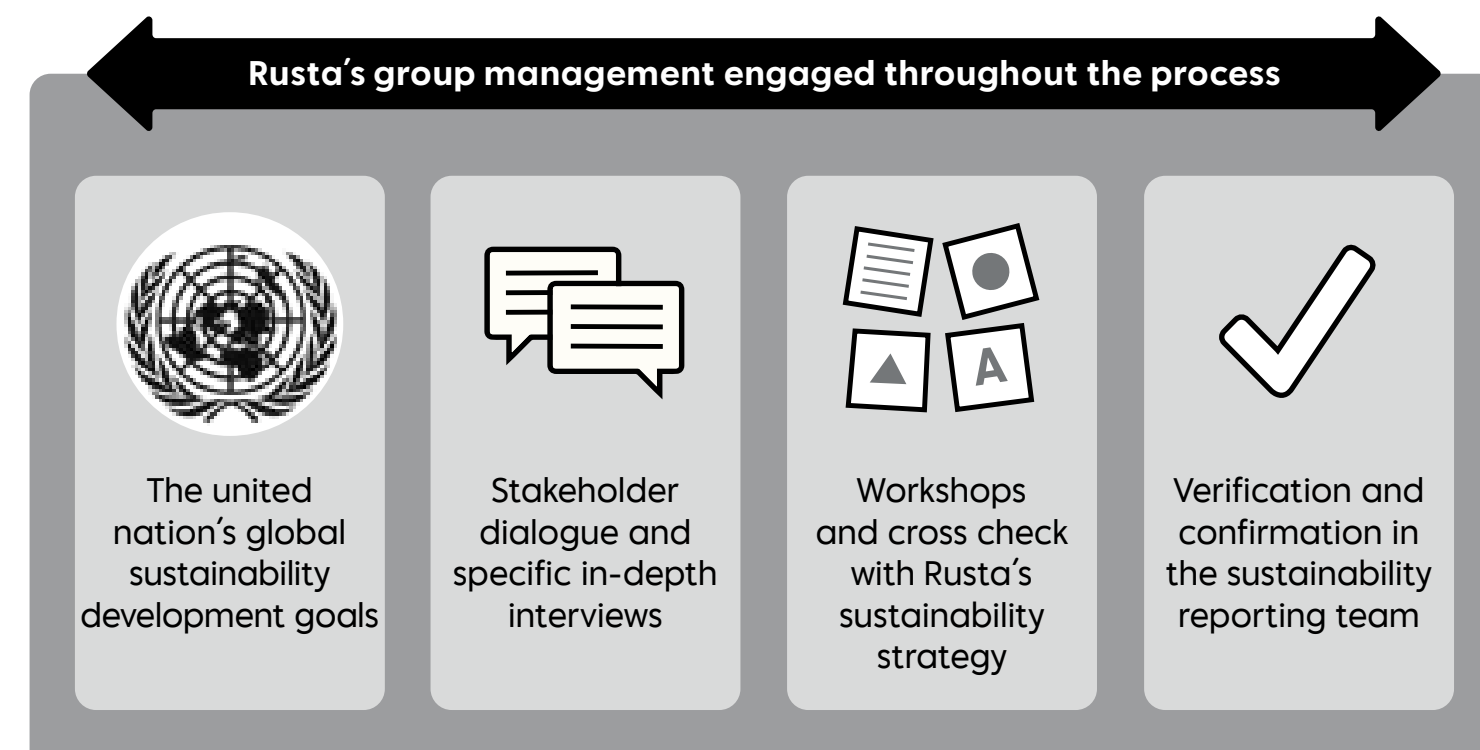 Rusta´s group management engaged throughout the process
The united
nation´s global
sustainability
development goals
Stakeholder
dialogue and
specific in-depth
interviews
A
Workshops
and cross check
with Rusta´s
sustainability
strategy
Verification and
confirmation in
the sustainability
reporting team